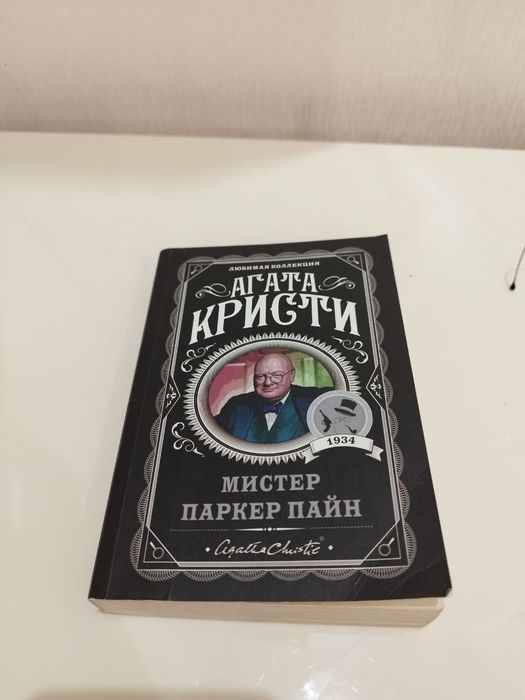 ЛЮБИМАЯ КОЛЛЕКЦИЯ
АГАТА
КРИСТИ
1934
МИСТЕР
ПАРКЕР ПАЙН
Agatha Christie®